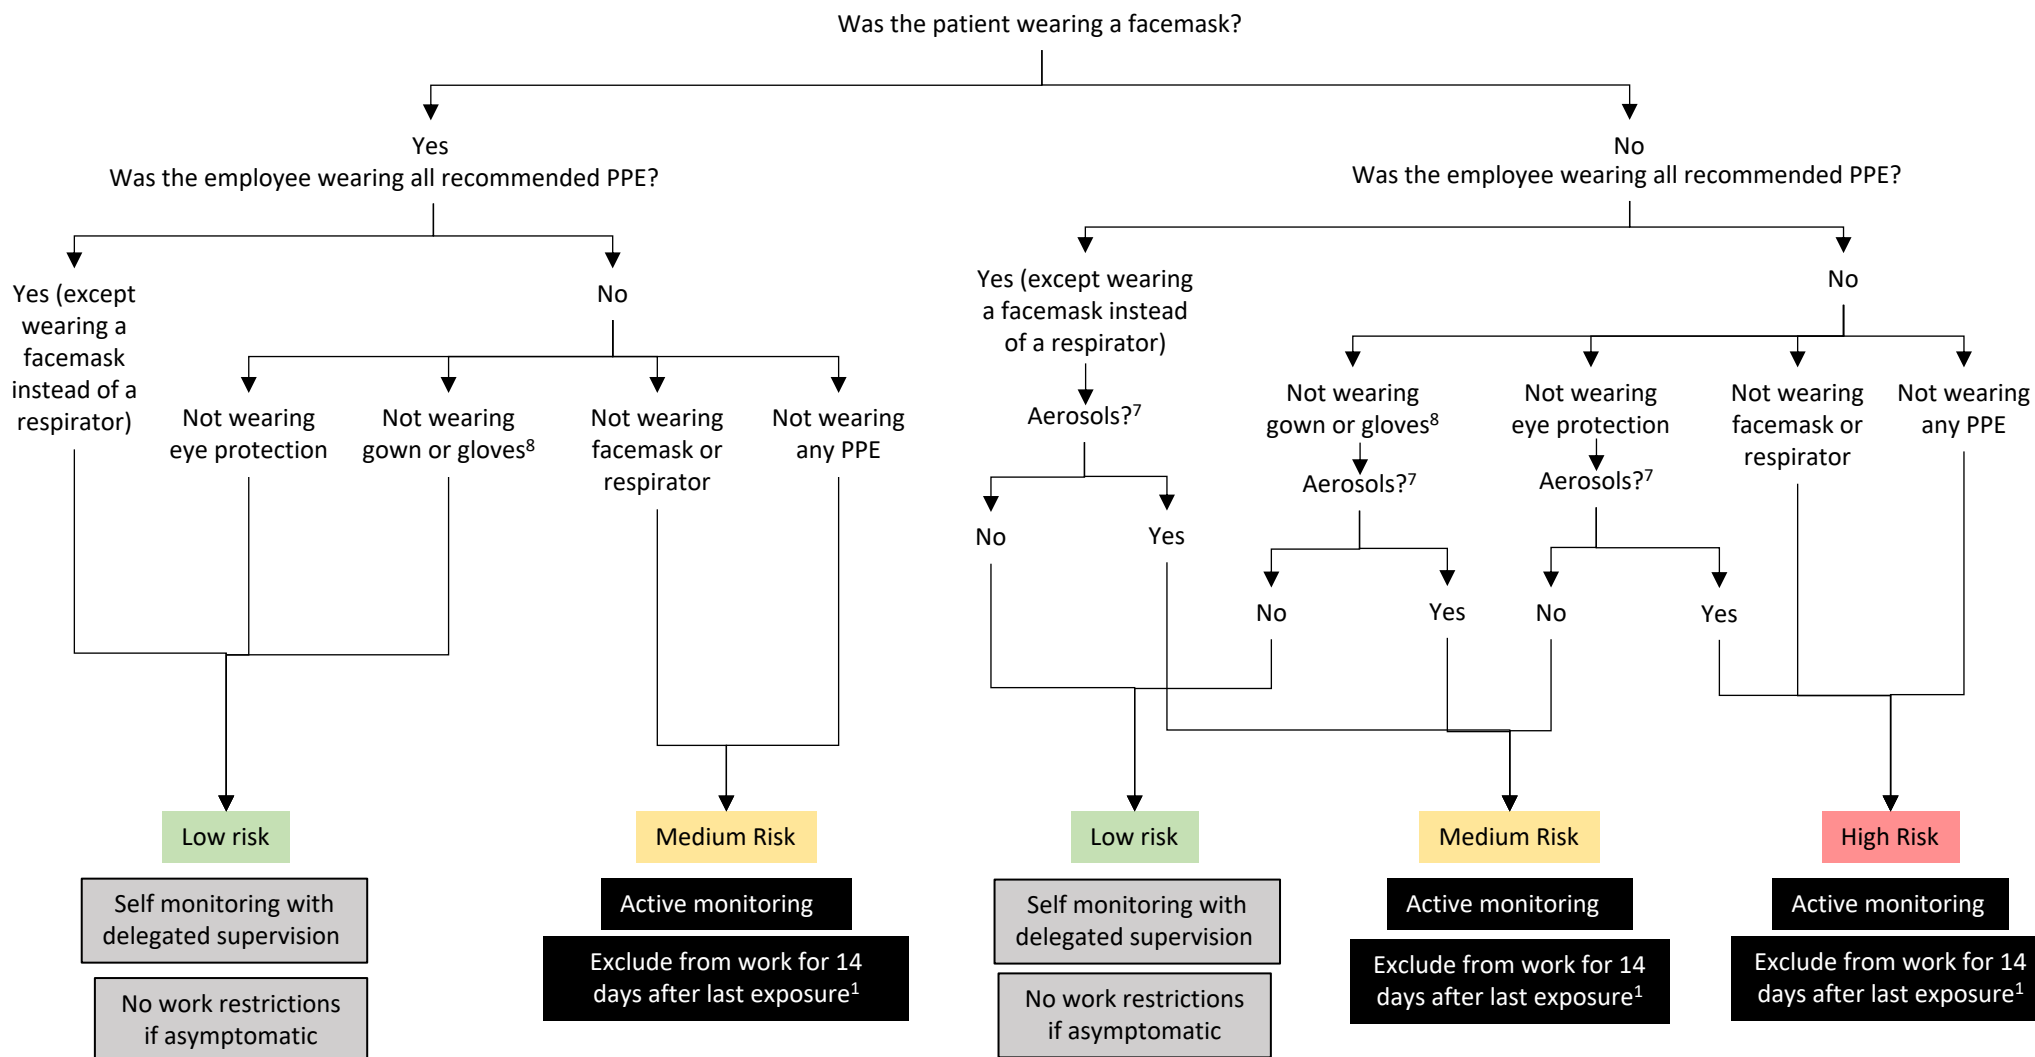 Was the patient wearing a facemask?
Yes
Was the employee wearing all recommended PPE?
No
Was the employee wearing all recommended PPE?
Yes (except
wearing a
facemask
instead of a
respirator)
No
Not wearing
eye protection
Not wearing
gown or gloves⁸
Not wearing
facemask or
respirator
Not wearing
any PPE
Yes (except wearing
a facemask instead
of a respirator)
Aerosols?⁷
No
Yes
No
Not wearing
gown or gloves⁸
Aerosols?⁷
No
Yes
Not wearing
eye protection
Aerosols?⁷
No
Yes
Not wearing
facemask or
respirator
Not wearing
any PPE
Low risk
Self monitoring with
delegated supervision
No work restrictions
if asymptomatic
Medium Risk
Active monitoring
Exclude from work for 14
days after last exposure¹
Low risk
Self monitoring with
delegated supervision
No work restrictions
if asymptomatic
Medium Risk
Active monitoring
Exclude from work for 14
days after last exposure¹
High Risk
Active monitoring
Exclude from work for 14
days after last exposure¹